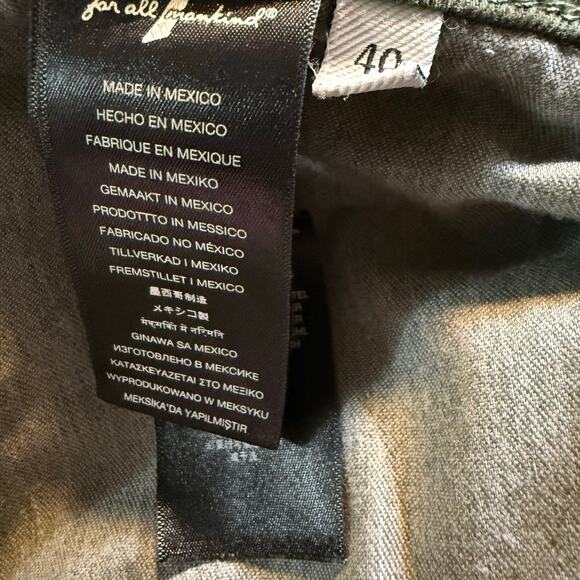 for all mankind®
40
MADE IN MEXICO
HECHO EN MEXICO
FABRIQUE EN MEXIQUE
MADE IN MEXIKO
GEMAAKT IN MEXICO
PRODOTTTO IN MESSICO
FABRICADO NO MÉXICO
TILLVERKAD I MEXIKO
FREMSTILLET I MEXICO
墨西哥制造
メキシコ製
GINAWA SA MEXICO
ИЗГОТОВЛЕНО В МЕКСИКЕ
ΚΑΤΑΣΚΕΥΑΖΕΤΑΙ ΣΤΟ ΜΕΞΙΚΟ
WYPRODUKOWANO W MEKSYKU
MEKSİKA'DA YAPILMIŞTIR